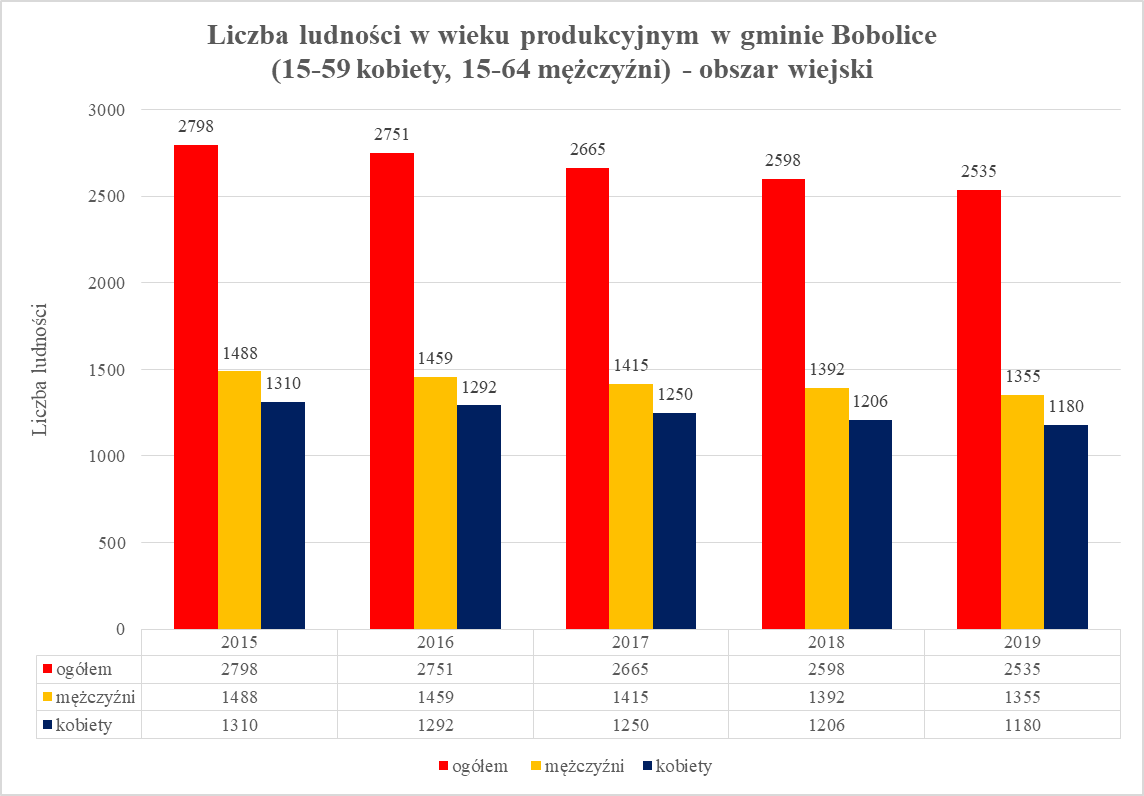 Liczba ludności w wieku produkcyjnym w gminie Bobolice
(15-59 kobiety, 15-64 mężczyźni) - obszar wiejski
Liczba ludności
3000
2500
2000
1500
1000
500
0
2798
1488
1310
2751
1459
1292
2665
1415
1250
2598
1392
1206
2535
1355
1180
2015 2016 2017 2018 2019
ogółem 2798 2751 2665 2598 2535
mężczyźni 1488 1459 1415 1392 1355
kobiety 1310 1292 1250 1206 1180
ogółem mężczyźni kobiety